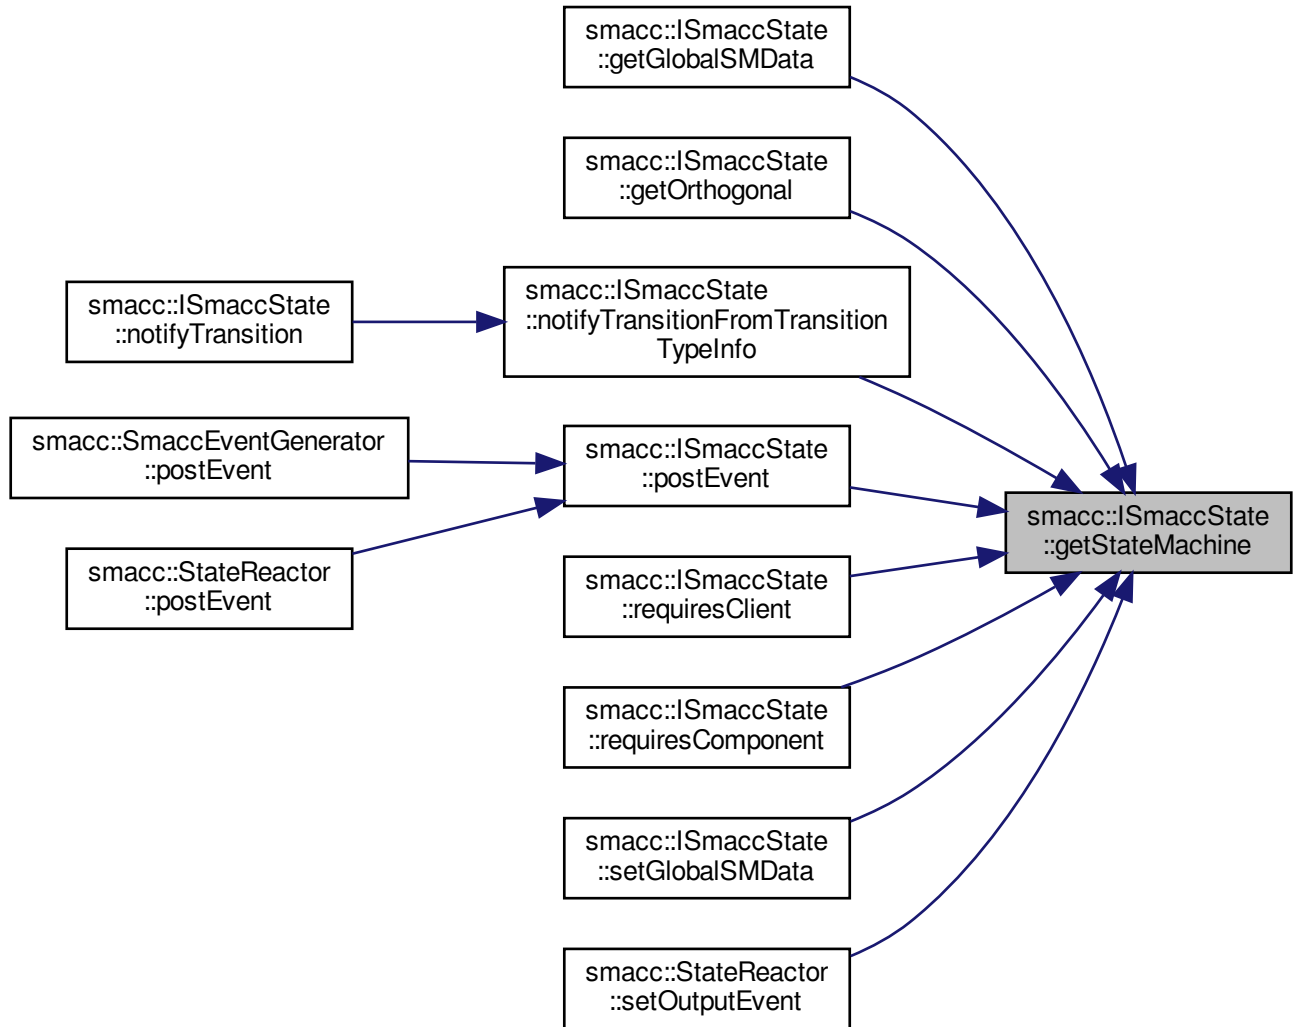 smacc::ISmaccState
::getGlobalSMData
smacc::ISmaccState
::getOrthogonal
smacc::ISmaccState
::notifyTransition
smacc::ISmaccState
::notifyTransitionFromTransition
TypeInfo
smacc::SmaccEventGenerator
::postEvent
smacc::ISmaccState
::postEvent
smacc::ISmaccState
::getStateMachine
smacc::StateReactor
::postEvent
smacc::ISmaccState
::requiresClient
smacc::ISmaccState
::requiresComponent
smacc::ISmaccState
::setGlobalSMData
smacc::StateReactor
::setOutputEvent